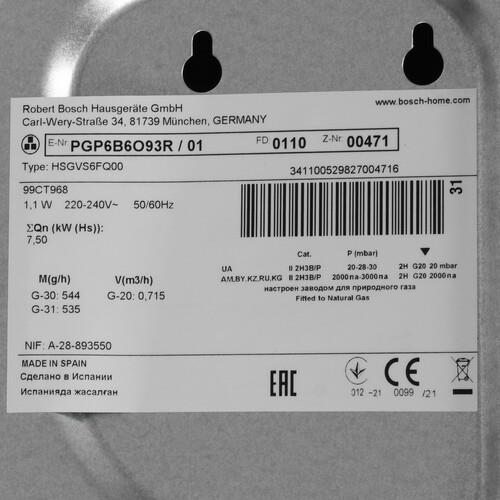 Robert Bosch Hausgeräte GmbH
Carl-Wery-Straße 34, 81739 München, GERMANY
www.bosch-home.com
E-Nr PGP6B6O93R / 01 FD 0110 Z-Nr 00471
Type: HSGVS6FQ00
341100529827004716
99CT968
1,1 W 220-240V~ 50/60Hz
31
ΣQn (kW (Hs)):
7,50
Cat. P (mbar)
UA II 2H3B/P 20-28-30 2H G20 20 mbar
AM,BY,KZ,RU,KG II 2H3B/P 2000па-3000па 2H G20 2000па
настроен заводом для природного газа
Fitted to Natural Gas
M(g/h) V(m3/h)
G-30: 544 G-20: 0,715
G-31: 535
NIF: A-28-893550
MADE IN SPAIN
Сделано в Испании
Испанияда жасалған
EAC
CE
012 -21 0099 /21